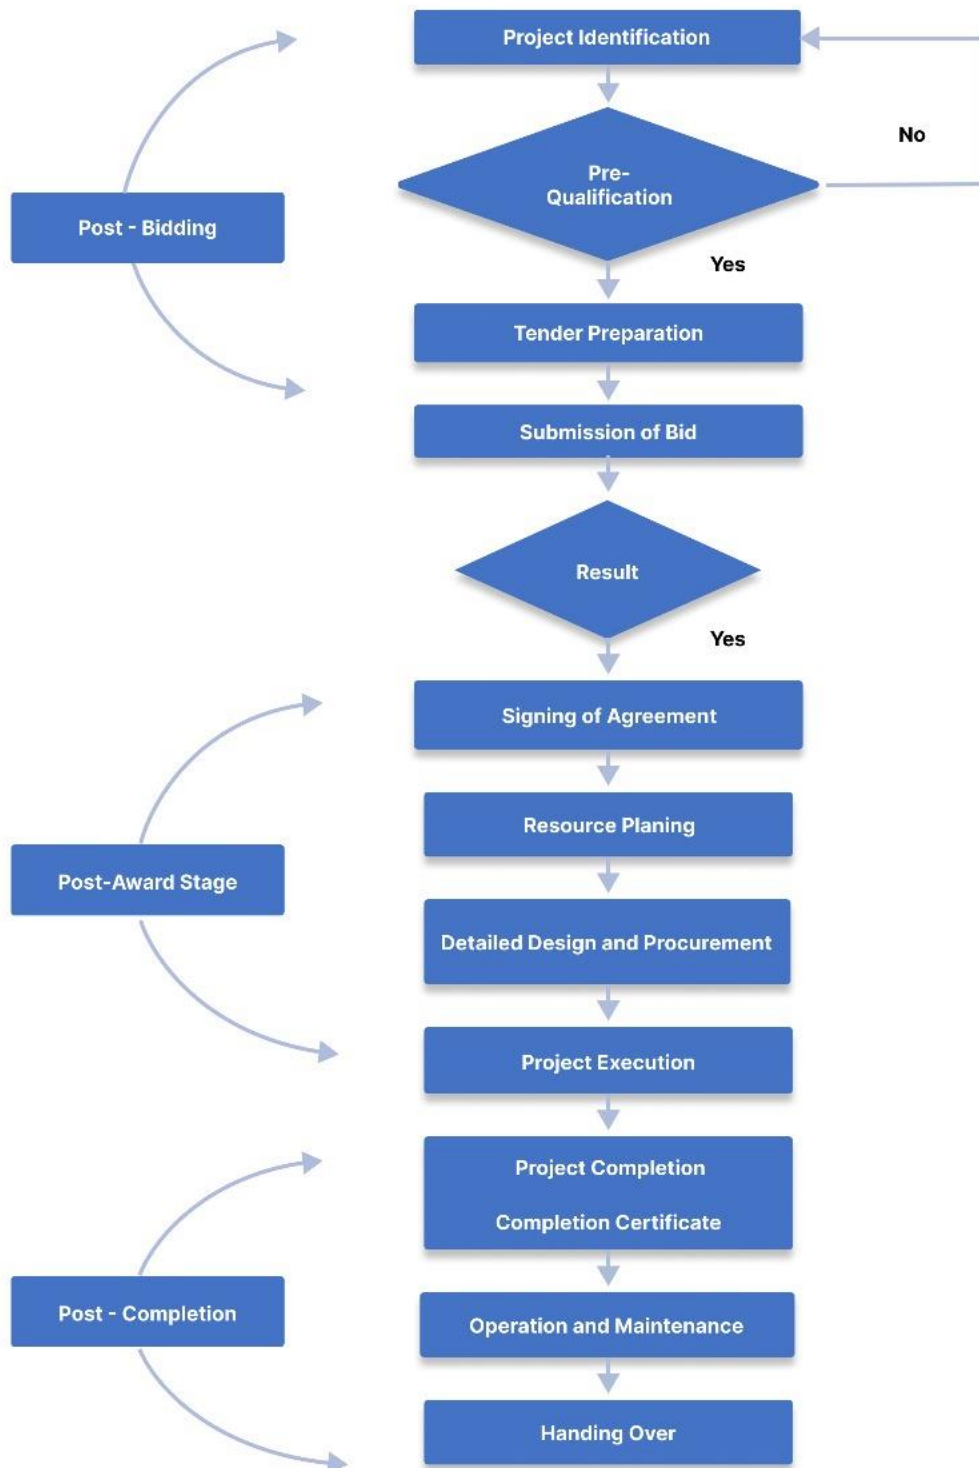 Project Identification
No
Pre-
Qualification
Post - Bidding
Yes
Tender Preparation
Submission of Bid
Result
Yes
Signing of Agreement
Resource Planing
Post-Award Stage
Detailed Design and Procurement
Project Execution
Project Completion
Completion Certificate
Post - Completion
Operation and Maintenance
Handing Over